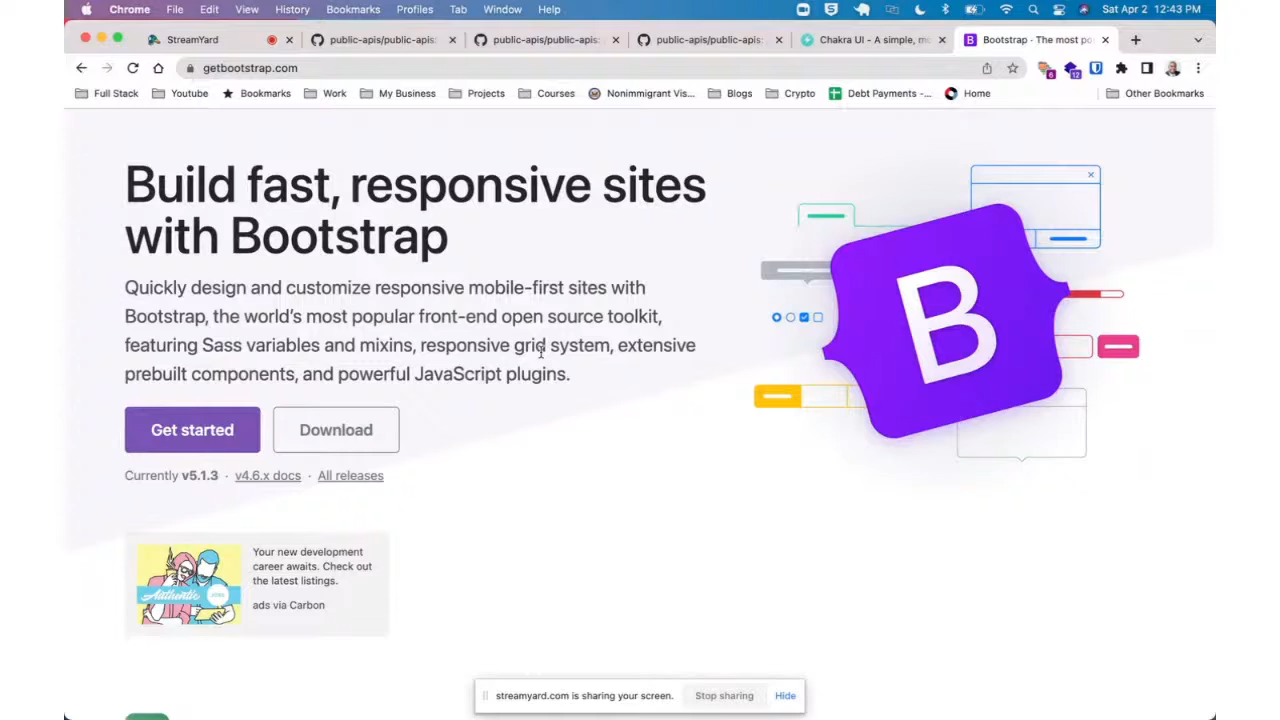 Chrome File Edit View History Bookmarks Profiles Tab Window Help Sat Apr 2 12:43 PM
StreamYard public-apis/public-apis: public-apis/public-apis: public-apis/public-apis: Chakra UI - A simple, m Bootstrap · The most po
getbootstrap.com
Full Stack Youtube Bookmarks Work My Business Projects Courses Nonimmigrant Vis... Blogs Crypto Debt Payments -... Home Other Bookmarks
Build fast, responsive sites
with Bootstrap
Quickly design and customize responsive mobile-first sites with
Bootstrap, the world's most popular front-end open source toolkit,
featuring Sass variables and mixins, responsive grid system, extensive
prebuilt components, and powerful JavaScript plugins.
Get started Download
Currently v5.1.3 · v4.6.x docs · All releases
B
Your new development
career awaits. Check out
the latest listings.
Authentic JOBS
ads via Carbon
streamyard.com is sharing your screen. Stop sharing Hide